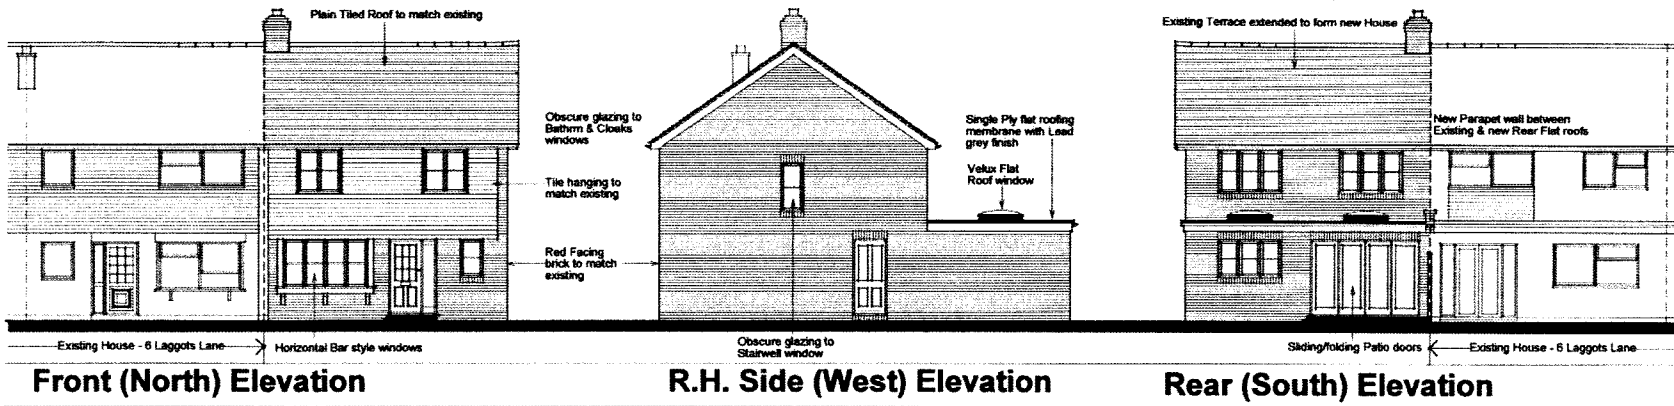 Plain Tiled Roof to match existing
Obscure glazing to
Bathrm & Cloaks
windows
Tile hanging to
match existing
Red Facing
brick to match
existing
Existing House - 6 Laggots Lane
Horizontal Bar style windows
Front (North) Elevation
Single Ply flat roofing
membrane with Lead
grey finish
Velux Flat
Roof window
Obscure glazing to
Stairwell window
R.H. Side (West) Elevation
Existing Terrace extended to form new House
New Parapet wall between
Existing & new Rear Flat roofs
Sliding/folding Patio doors
Existing House - 6 Laggots Lane
Rear (South) Elevation